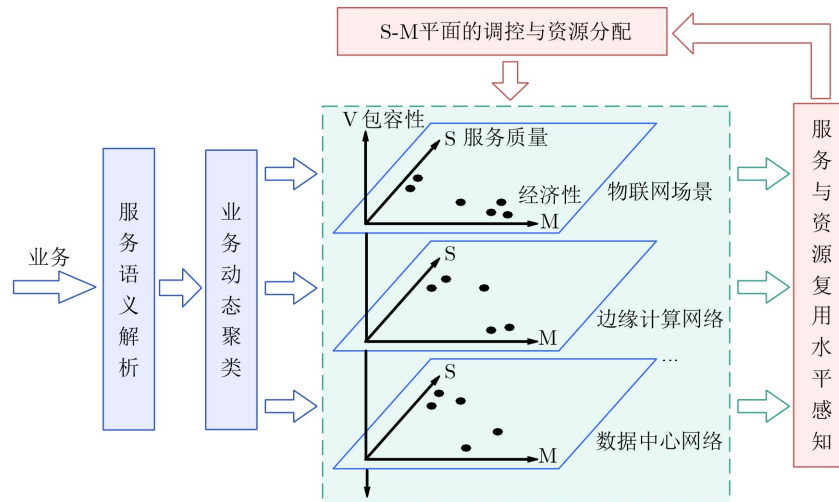 S-M平面的调控与资源分配
V 包容性
S 服务质量
经济性
M
物联网场景
业务
服务语义解析
业务动态聚类
S
M
边缘计算网络
...
S
M
数据中心网络
服务与资源复用水平感知